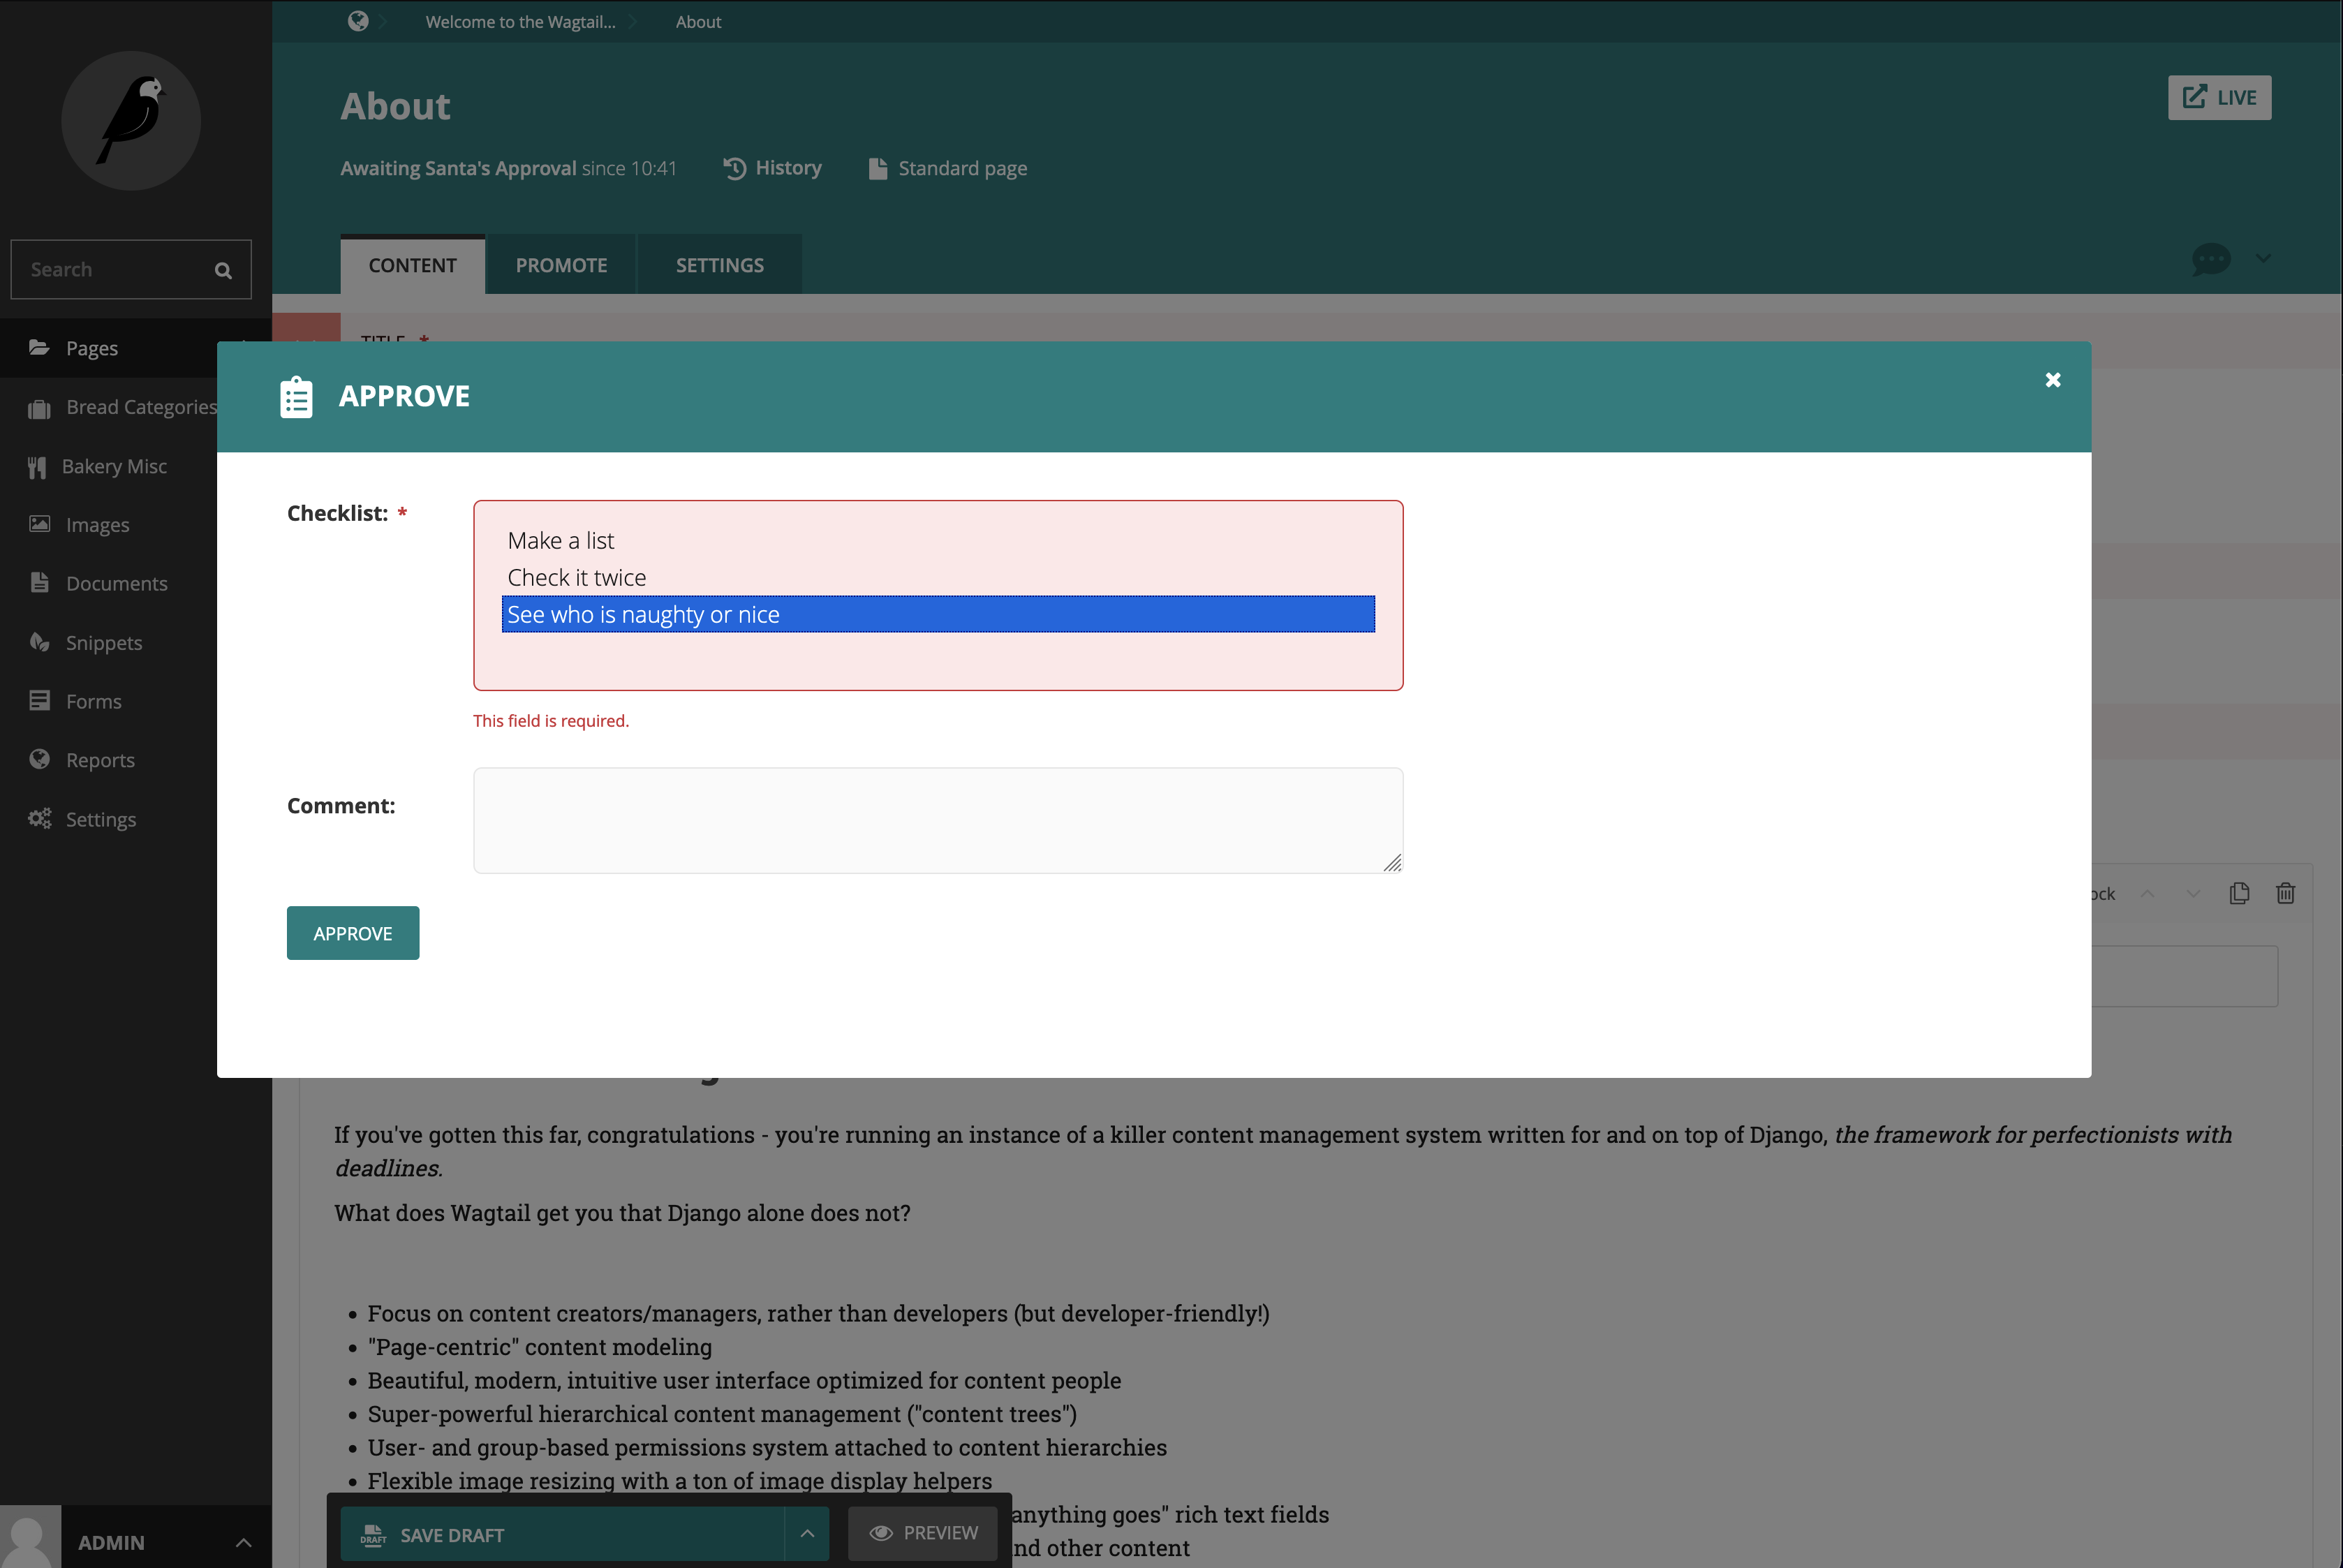 Welcome to the Wagtail...
About
About
LIVE
Awaiting Santa's Approval since 10:41
History
Standard page
Search
CONTENT
PROMOTE
SETTINGS
TITLE *
Pages
Bread Categories
Bakery Misc
Images
Documents
Snippets
Forms
Reports
Settings
APPROVE
Checklist: *
Make a list
Check it twice
See who is naughty or nice
This field is required.
Comment:
APPROVE
ock
If you've gotten this far, congratulations - you're running an instance of a killer content management system written for and on top of Django, the framework for perfectionists with
deadlines.
What does Wagtail get you that Django alone does not?
• Focus on content creators/managers, rather than developers (but developer-friendly!)
• "Page-centric" content modeling
• Beautiful, modern, intuitive user interface optimized for content people
• Super-powerful hierarchical content management ("content trees")
• User- and group-based permissions system attached to content hierarchies
• Flexible image resizing with a ton of image display helpers
anything goes" rich text fields
nd other content
DRAFT SAVE DRAFT
PREVIEW
ADMIN